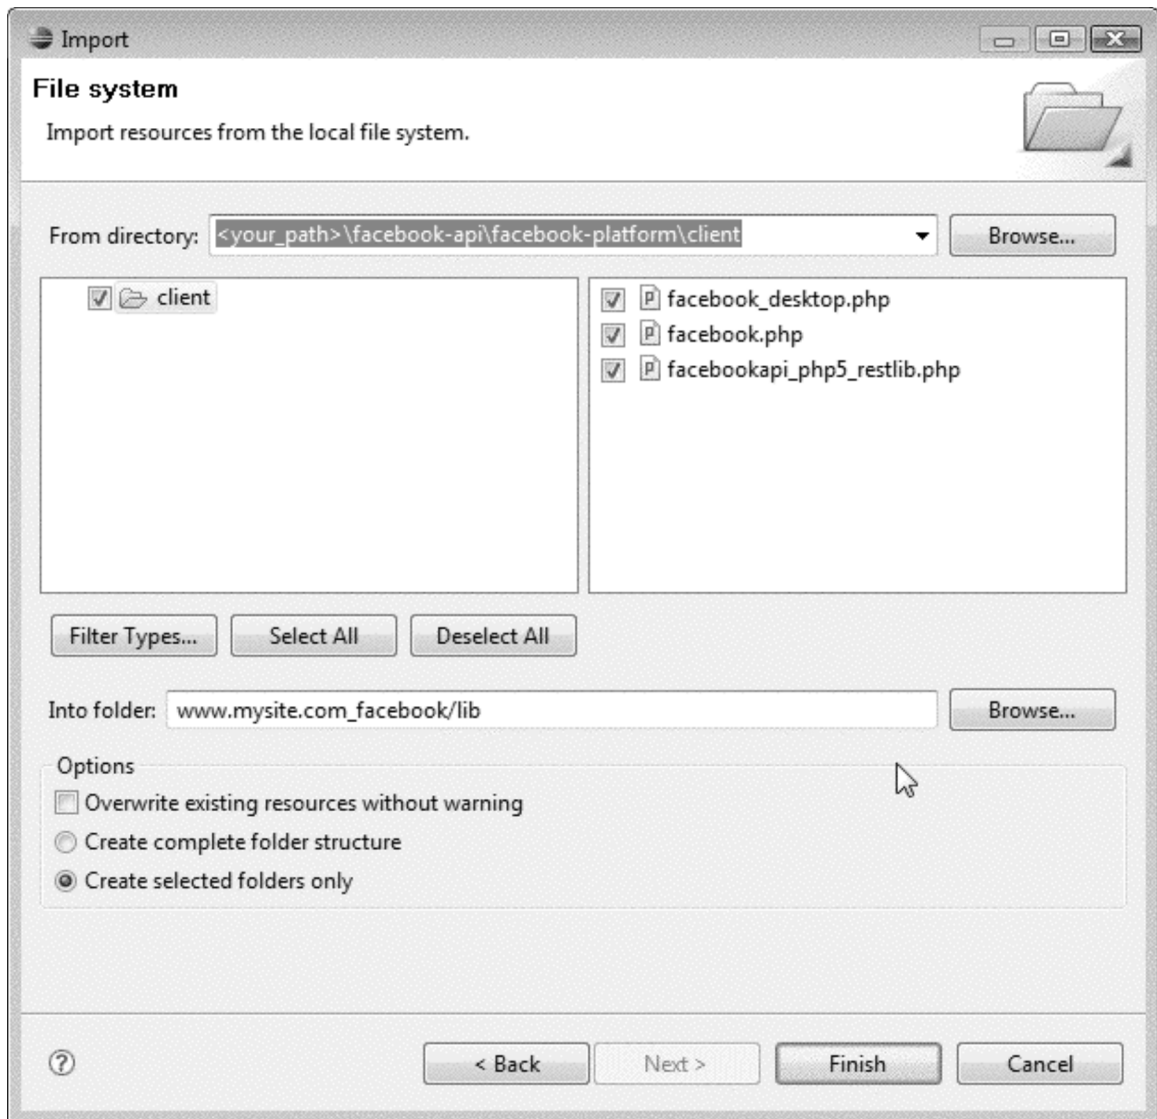 Import
File system
Import resources from the local file system.
From directory: <your_path>\facebook-api\facebook-platform\client Browse...
client
facebook_desktop.php
facebook.php
facebookapi_php5_restlib.php
Filter Types... Select All Deselect All
Into folder: www.mysite.com_facebook/lib Browse...
Options
Overwrite existing resources without warning
Create complete folder structure
Create selected folders only
? < Back Next > Finish Cancel